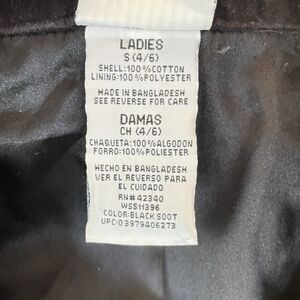 LADIES
S (4/6)
SHELL:100%COTTON
LINING:100%POLYESTER
MADE IN BANGLADESH
SEE REVERSE FOR CARE
DAMAS
CH (4/6)
CHAQUETA:100%ALGODON
FORRO:100%POLIESTER
HECHO EN BANGLADESH
VER EL REVERSO PARA
EL CUIDADO
RN#42340
WSS11396
COLOR:BLACK SOOT
UPC:03979406273